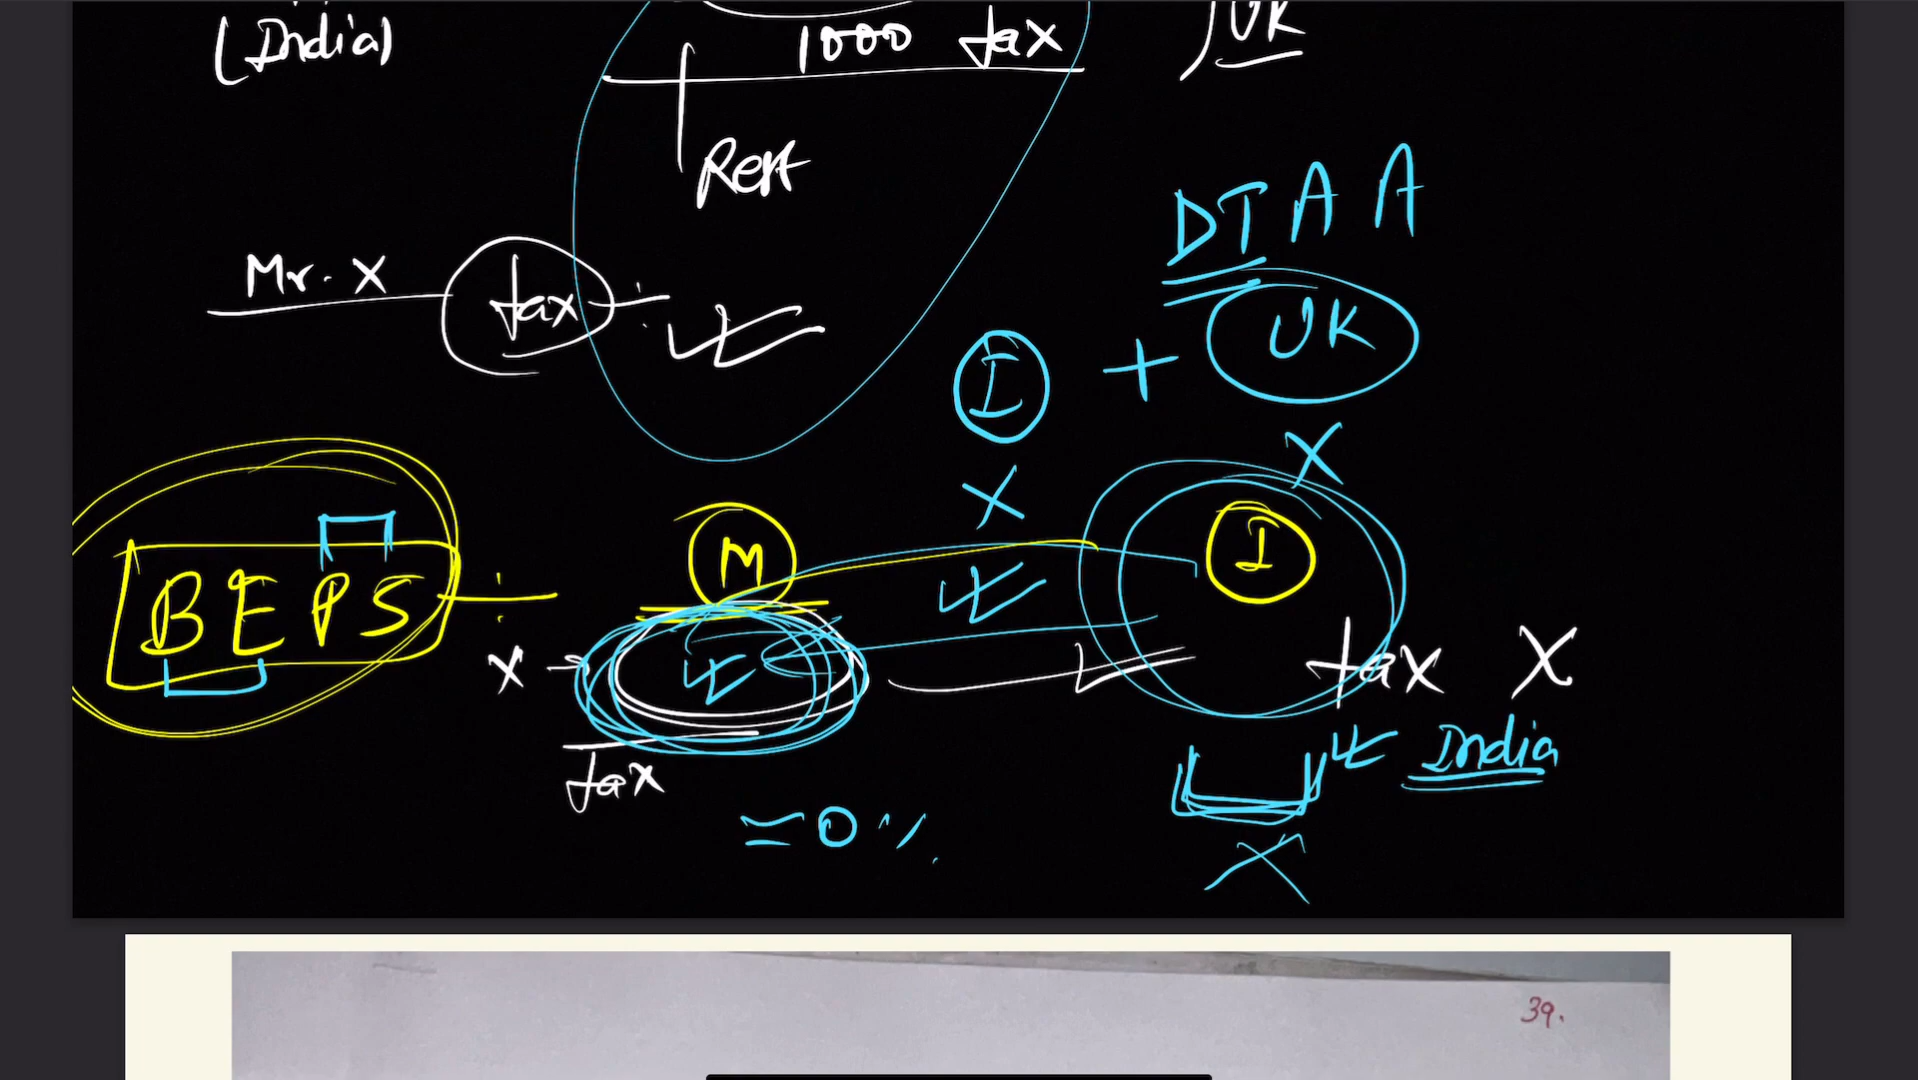 (India)
1000 tax
UK
Rent
DTAA
Mr. X tax
I + UK
X
X
M
I
BEPS
X
tax X
India
tax
≃ 0 %
X
39.